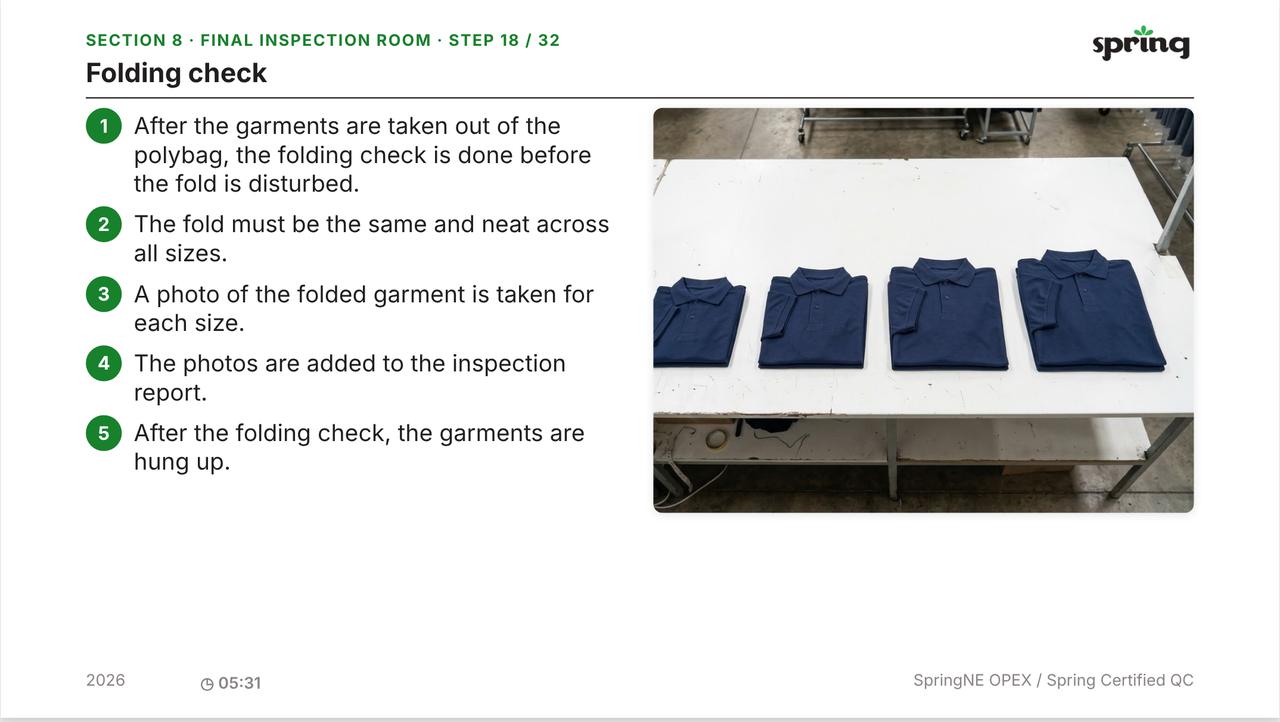 SECTION 8 · FINAL INSPECTION ROOM · STEP 18 / 32
spring
Folding check
1 After the garments are taken out of the
polybag, the folding check is done before
the fold is disturbed.
2 The fold must be the same and neat across
all sizes.
3 A photo of the folded garment is taken for
each size.
4 The photos are added to the inspection
report.
5 After the folding check, the garments are
hung up.
2026
05:31
SpringNE OPEX / Spring Certified QC